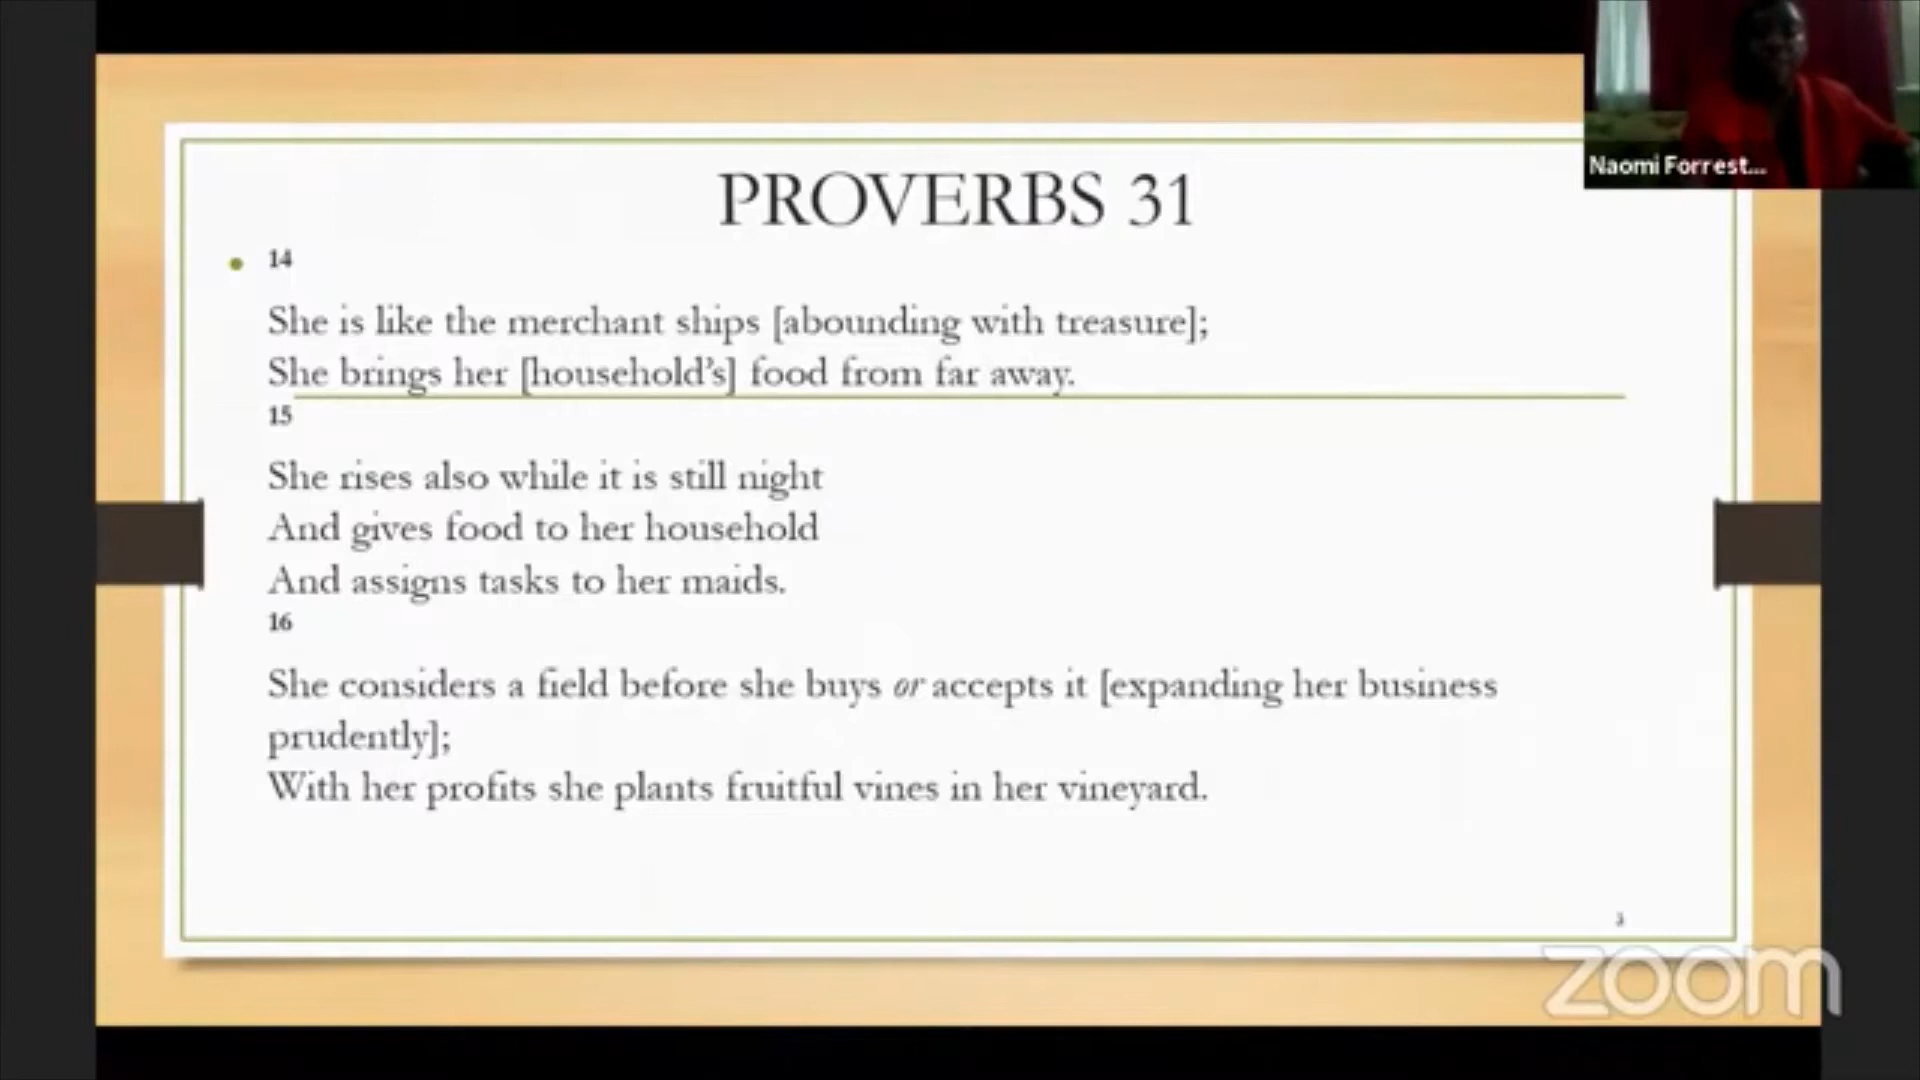 Naomi Forrest...
PROVERBS 31
• 14
She is like the merchant ships [abounding with treasure];
She brings her [household’s] food from far away.
15
She rises also while it is still night
And gives food to her household
And assigns tasks to her maids.
16
She considers a field before she buys or accepts it [expanding her business
prudently];
With her profits she plants fruitful vines in her vineyard.
3
zoom